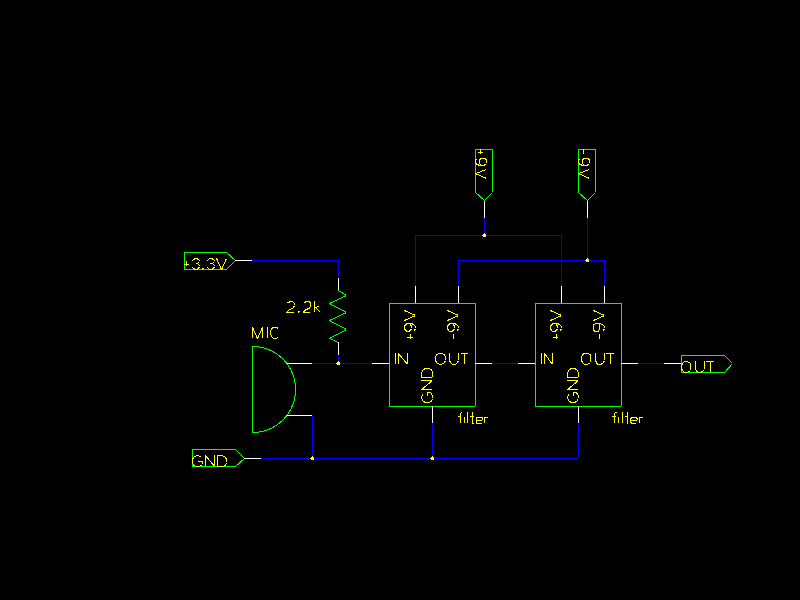 +9V
-9V
+3.3V
2.2k
MIC
+9V
-9V
+9V
-9V
IN
OUT
IN
OUT
OUT
GND
GND
filter
filter
GND